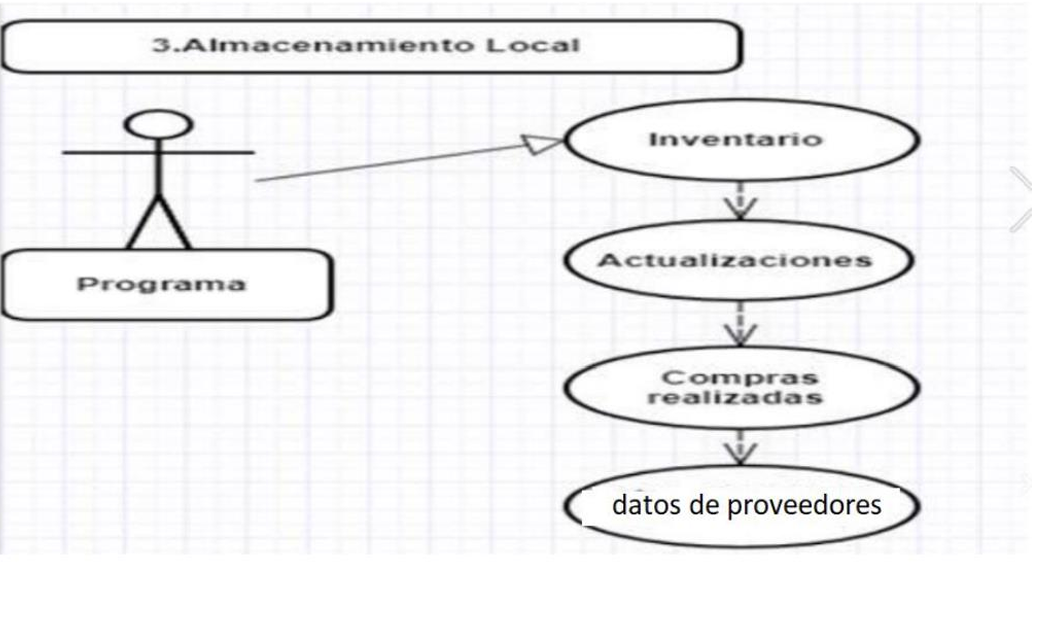 3.Almacenamiento Local
Inventario
Actualizaciones
Programa
Compras
realizadas
datos de proveedores